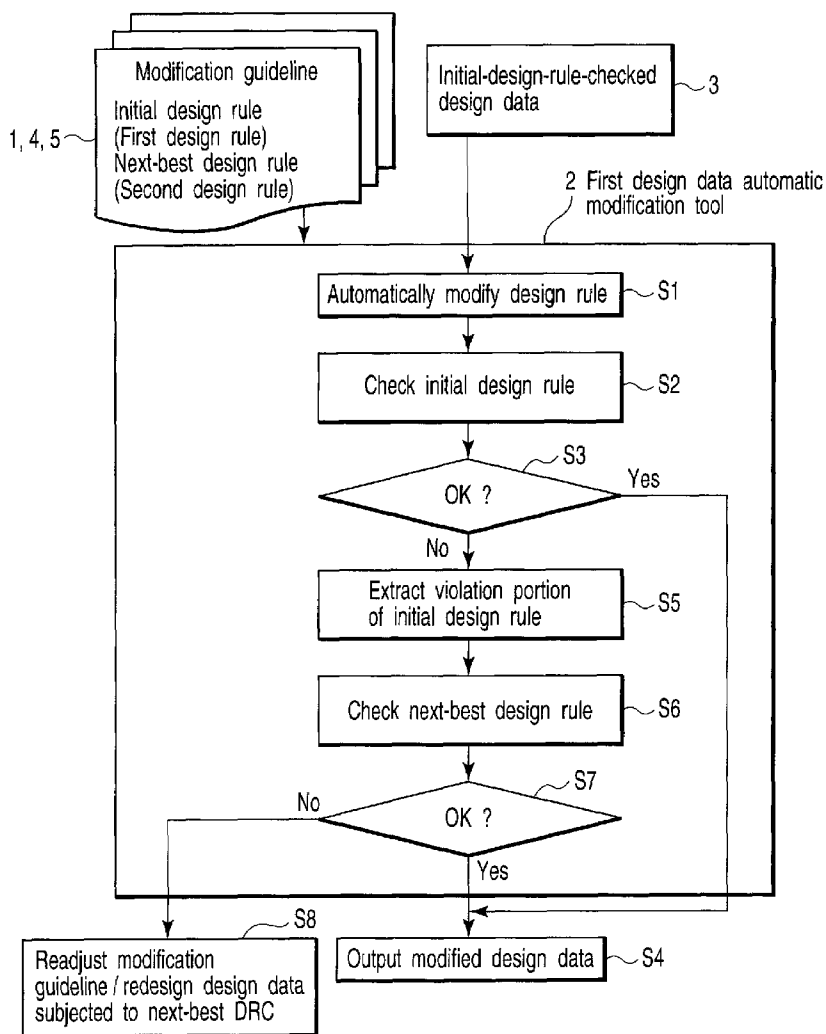 Modification guideline
Initial design rule
(First design rule)
Next-best design rule
(Second design rule)
1, 4, 5
Initial-design-rule-checked
design data
3
2 First design data automatic
modification tool
Automatically modify design rule
S1
Check initial design rule
S2
S3
OK ?
Yes
No
Extract violation portion
of initial design rule
S5
Check next-best design rule
S6
S7
No
OK ?
Yes
S8
Readjust modification
guideline / redesign design data
subjected to next-best DRC
Output modified design data
S4